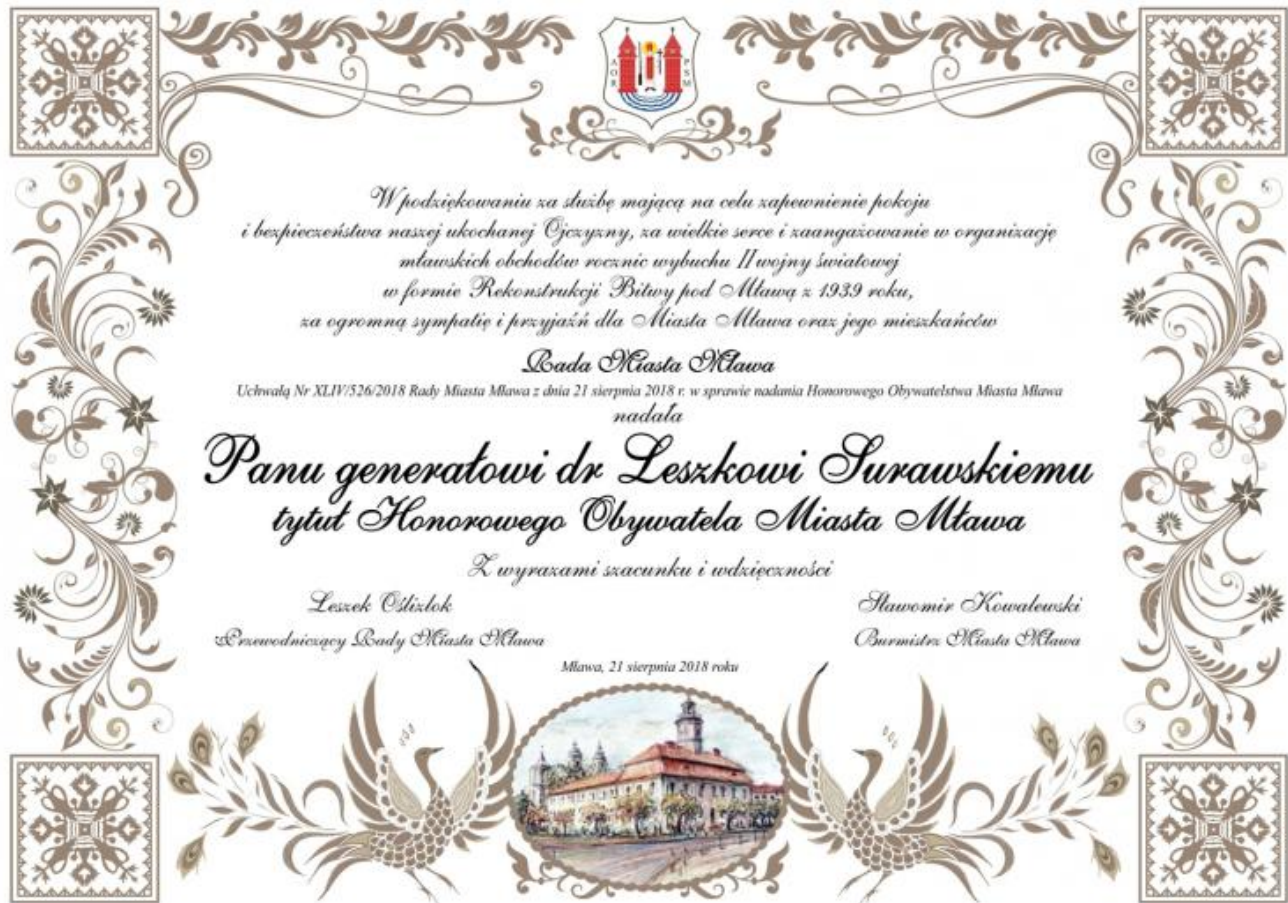 AOR
PSM
W podziękowaniu za służbę mającą na celu zapewnienie pokoju
i bezpieczeństwa naszej ukochanej Ojczyzny, za wielkie serce i zaangażowanie w organizację
mławskich obchodów rocznic wybuchu II wojny światowej
w formie Rekonstrukcji Bitwy pod Mławą z 1939 roku,
za ogromną sympatię i przyjaźń dla Miasta Mława oraz jego mieszkańców
Rada Miasta Mława
Uchwałą Nr XLIV/526/2018 Rady Miasta Mława z dnia 21 sierpnia 2018 r. w sprawie nadania Honorowego Obywatelstwa Miasta Mława
nadała
Panu generałowi dr Leszkowi Surawskiemu
tytuł Honorowego Obywatela Miasta Mława
Z wyrazami szacunku i wdzięczności
Leszek Oślizlok
Przewodniczący Rady Miasta Mława
Sławomir Kowalewski
Burmistrz Miasta Mława
Mława, 21 sierpnia 2018 roku